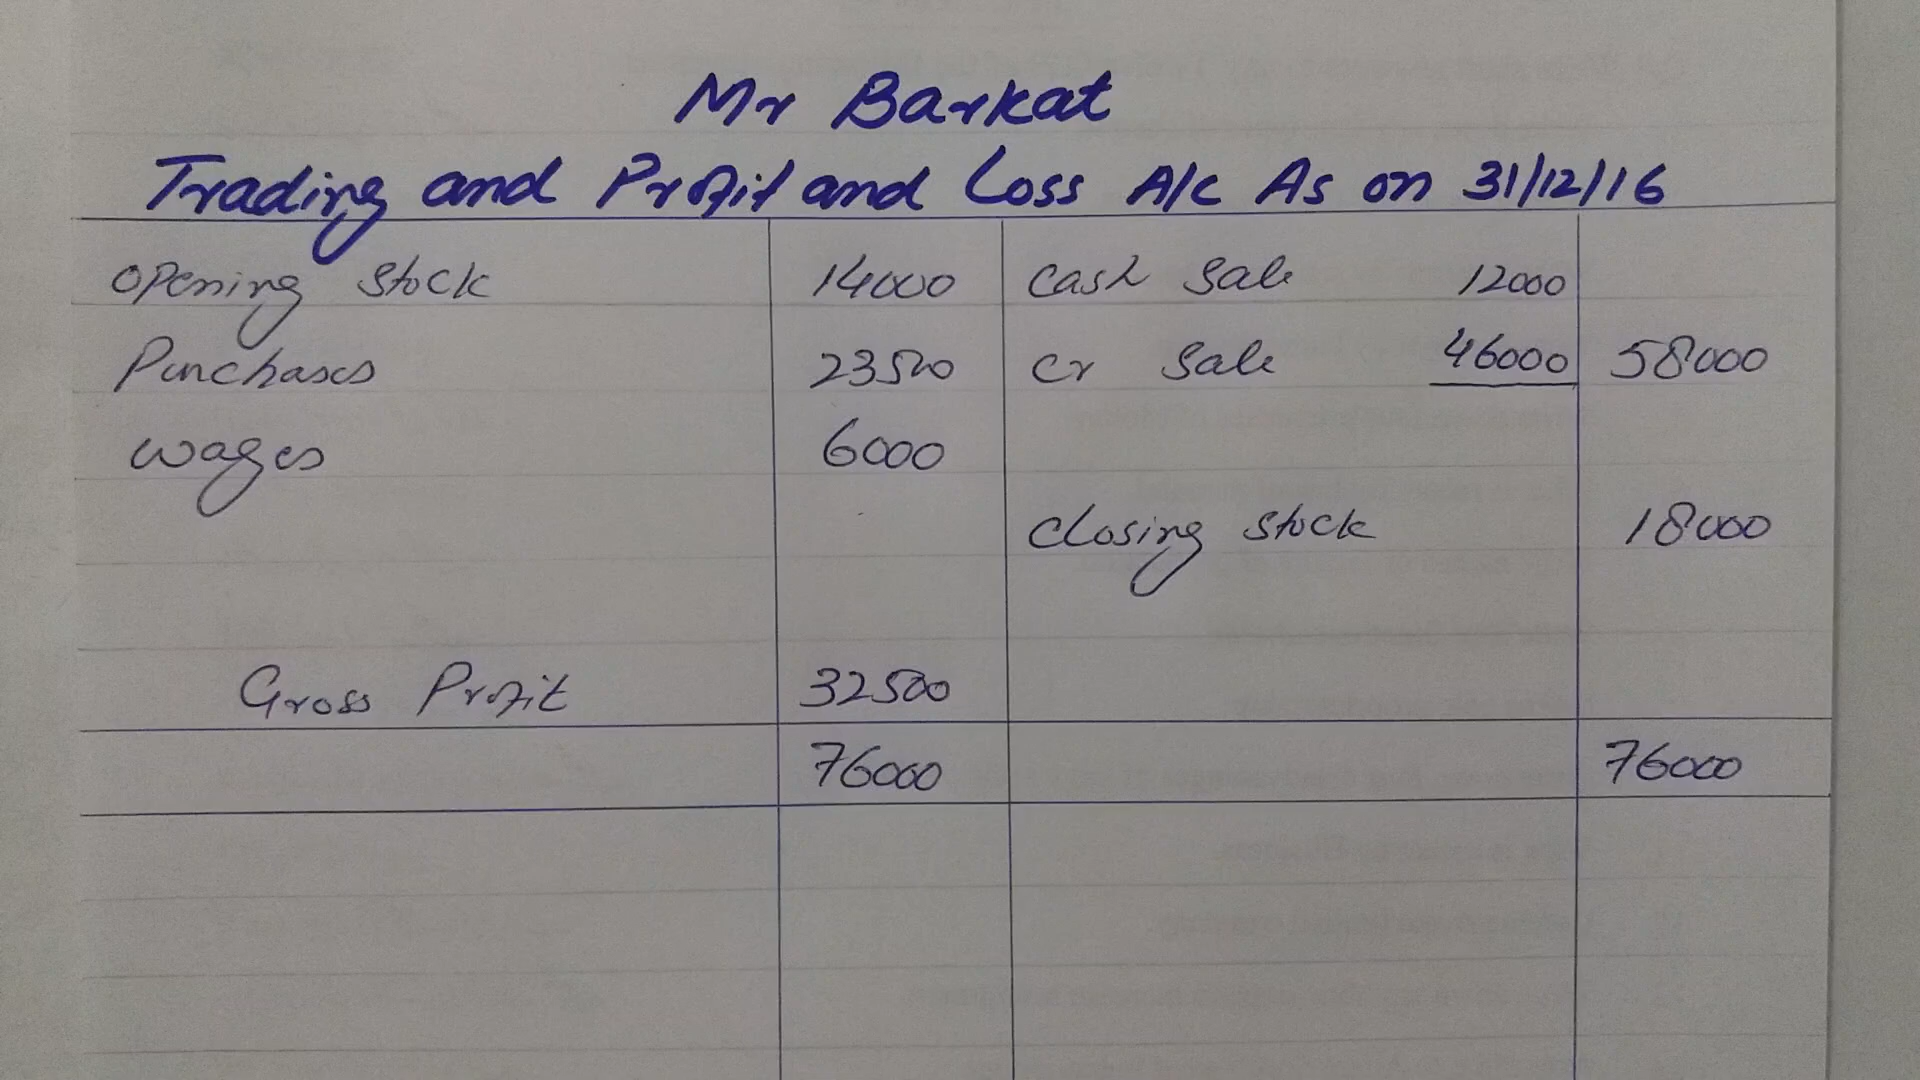 Mr Barkat
Trading and Profit and Loss A/c As on 31/12/16
Opening Stock 14000 Cash Sale 12000
Purchases 23500 Cr Sale 46000 58000
Wages 6000
Closing Stock 18000
Gross Profit 32500
76000 76000